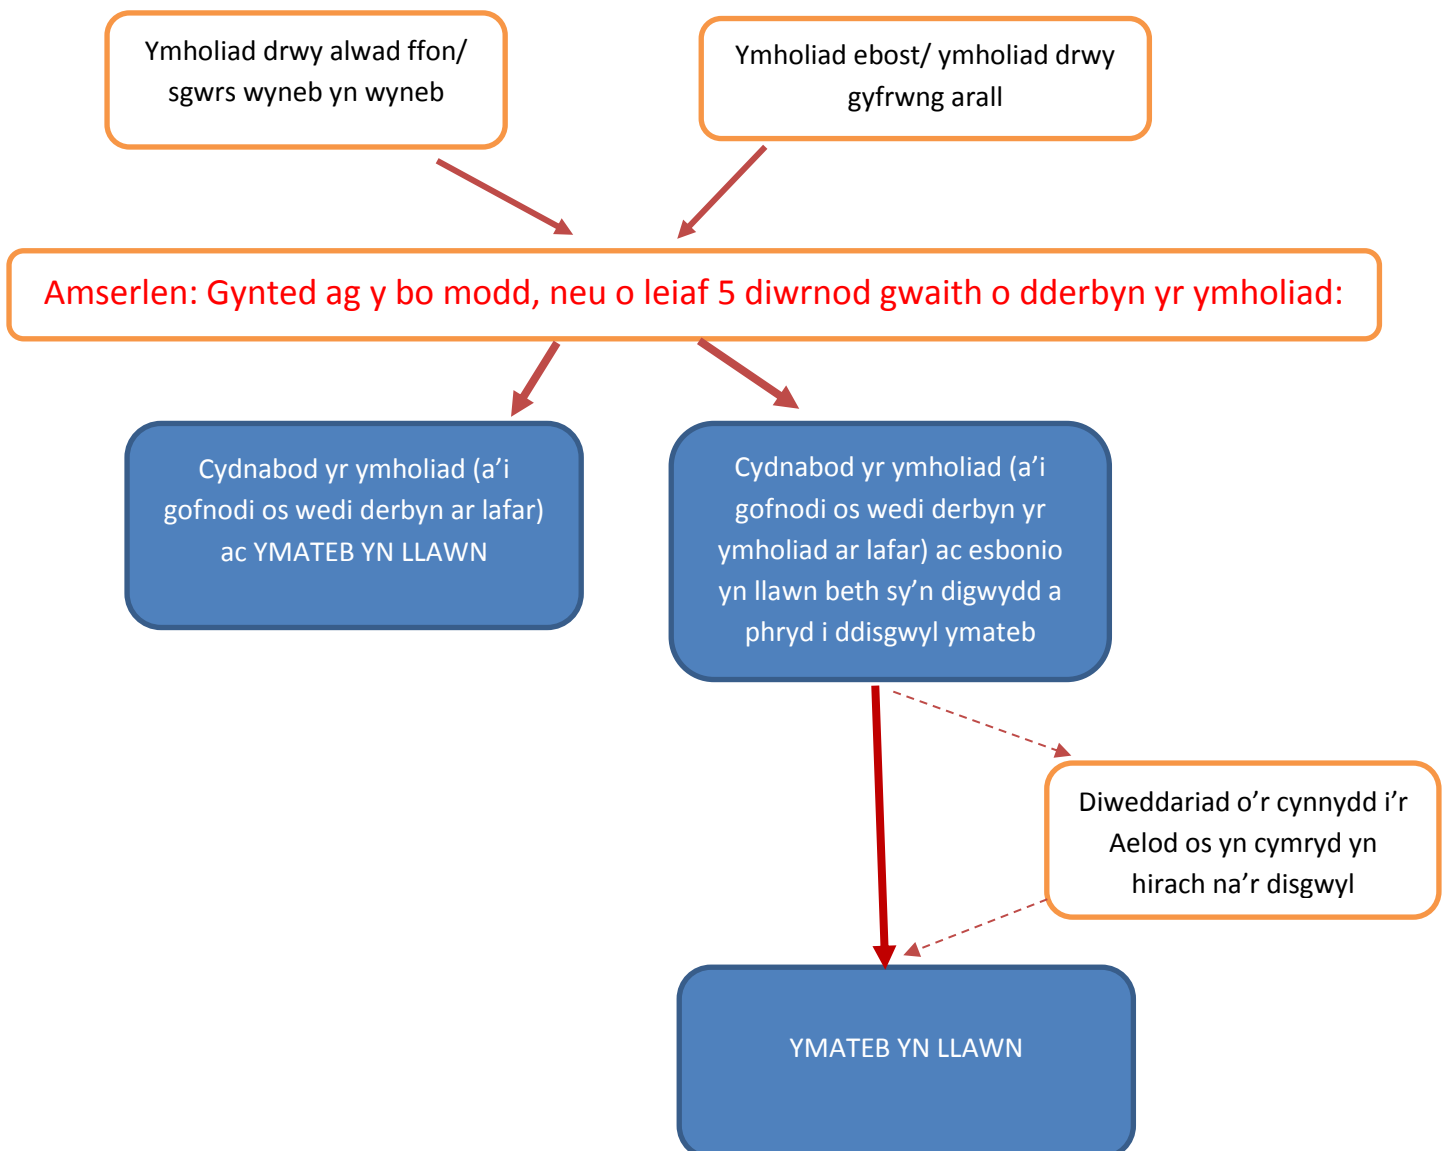 Ymholiad drwy alwad ffon/
sgwrs wyneb yn wyneb
Ymholiad ebost/ ymholiad drwy
gyfrwng arall
Amserlen: Gynted ag y bo modd, neu o leiaf 5 diwrnod gwaith o dderbyn yr ymholiad:
Cydnabod yr ymholiad (a’i
gofnodi os wedi derbyn ar lafar)
ac YMATEB YN LLAWN
Cydnabod yr ymholiad (a’i
gofnodi os wedi derbyn yr
ymholiad ar lafar) ac esbonio
yn llawn beth sy’n digwydd a
phryd i ddisgwyl ymateb
Diweddariad o’r cynnydd i’r
Aelod os yn cymryd yn
hirach na’r disgwyl
YMATEB YN LLAWN